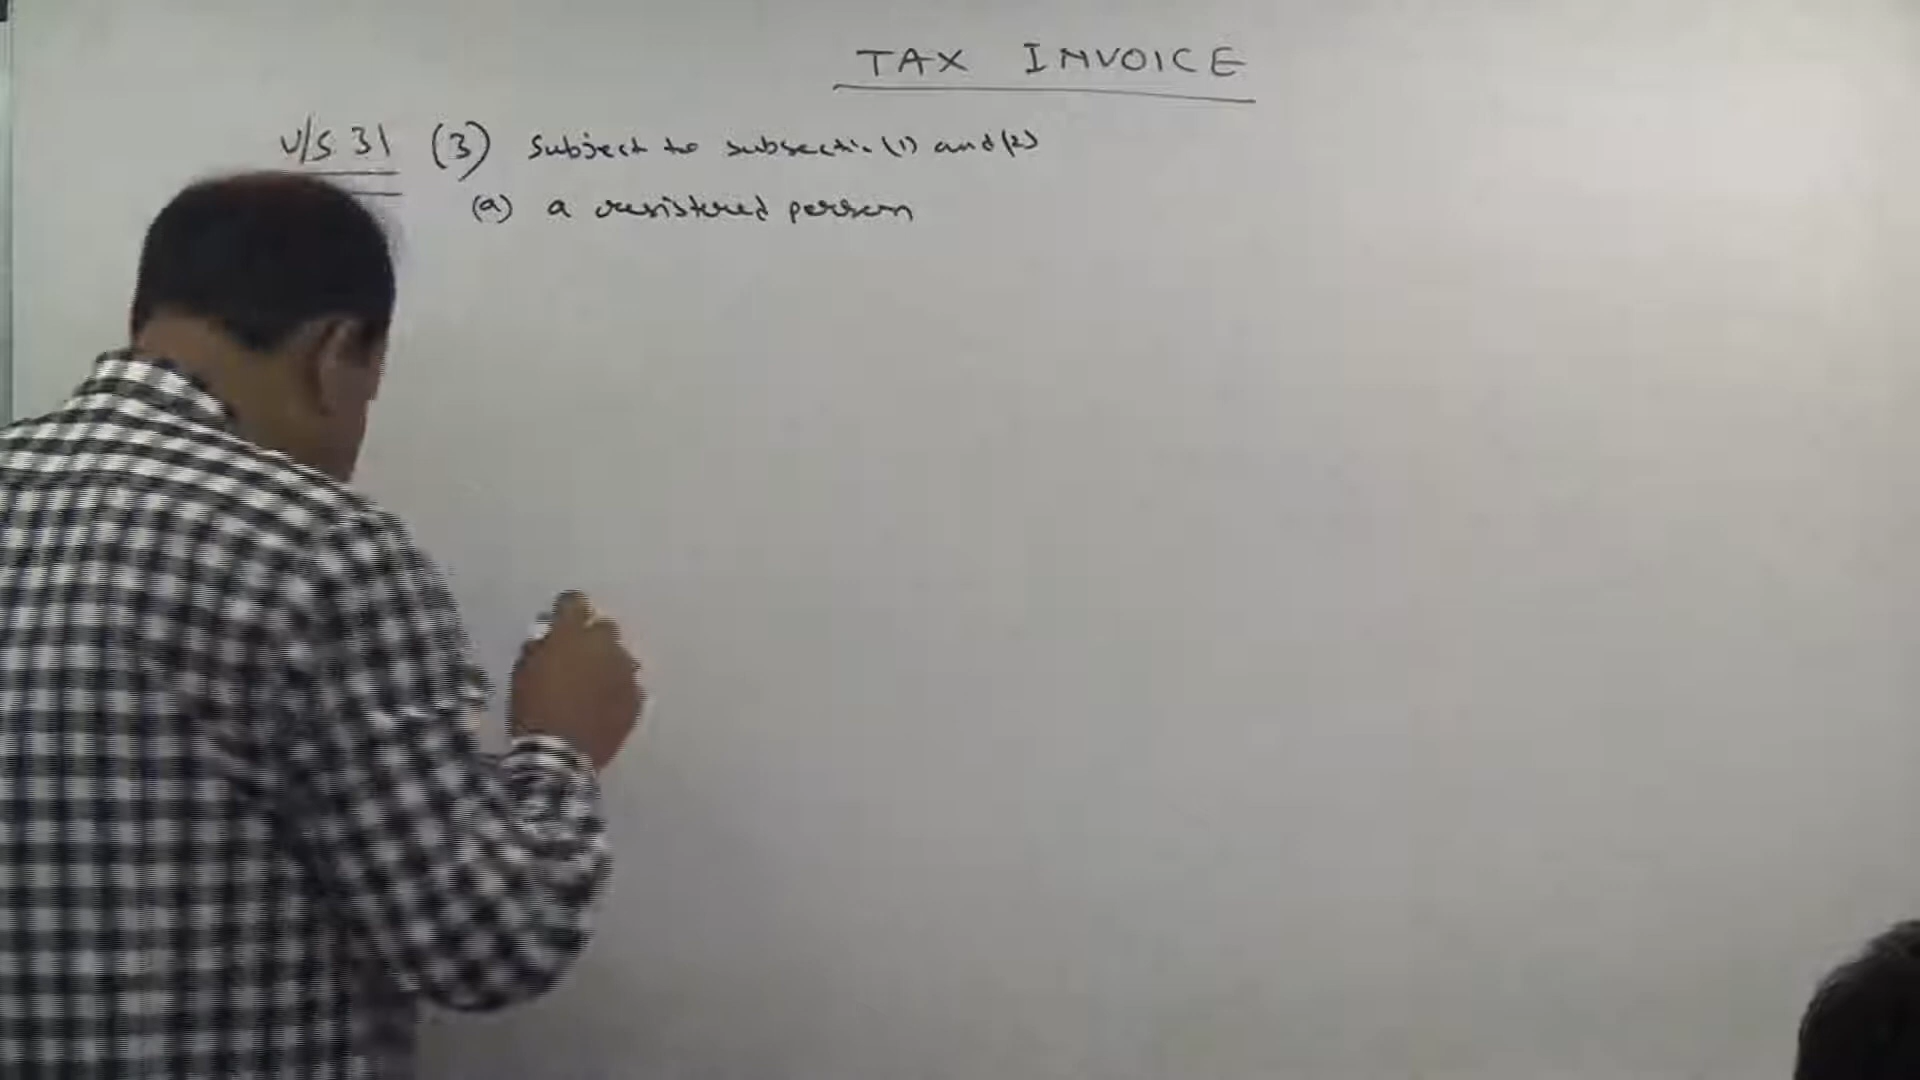 TAX INVOICE
U/S 31 (3) Subject to subsection (1) and (2)
(a) a registered person